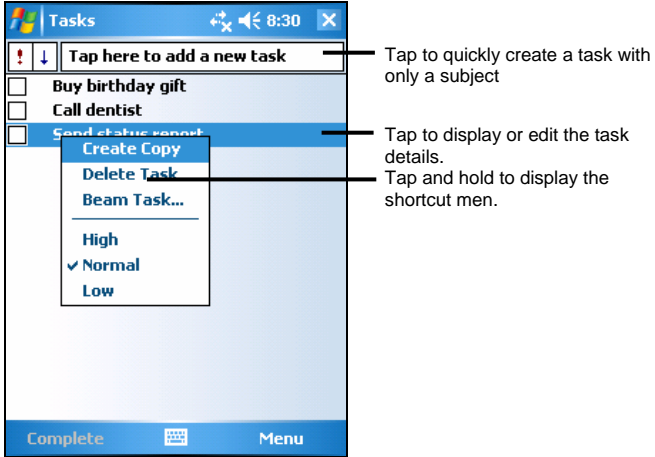 Tasks 8:30
! ↓ Tap here to add a new task
Buy birthday gift
Call dentist
Send status report
Create Copy
Delete Task
Beam Task...
High
✓ Normal
Low
Complete Menu
Tap to quickly create a task with
only a subject
Tap to display or edit the task
details.
Tap and hold to display the
shortcut men.